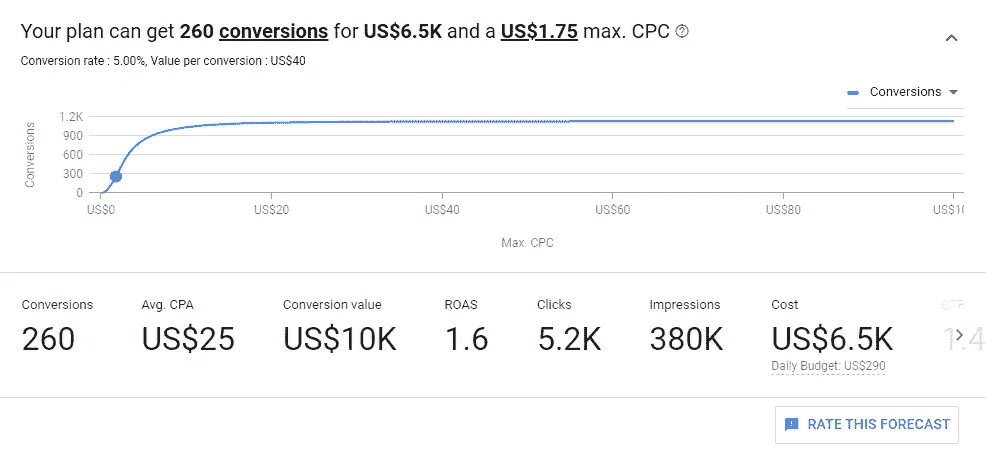 Your plan can get 260 conversions for US$6.5K and a US$1.75 max. CPC
Conversion rate : 5.00%, Value per conversion : US$40
Conversions
1.2K
900
600
300
0
Conversions
US$0 US$20 US$40 US$60 US$80 US$10
Max. CPC
Conversions Avg. CPA Conversion value ROAS Clicks Impressions Cost CTR
260 US$25 US$10K 1.6 5.2K 380K US$6.5K 1.4
Daily Budget: US$290
RATE THIS FORECAST